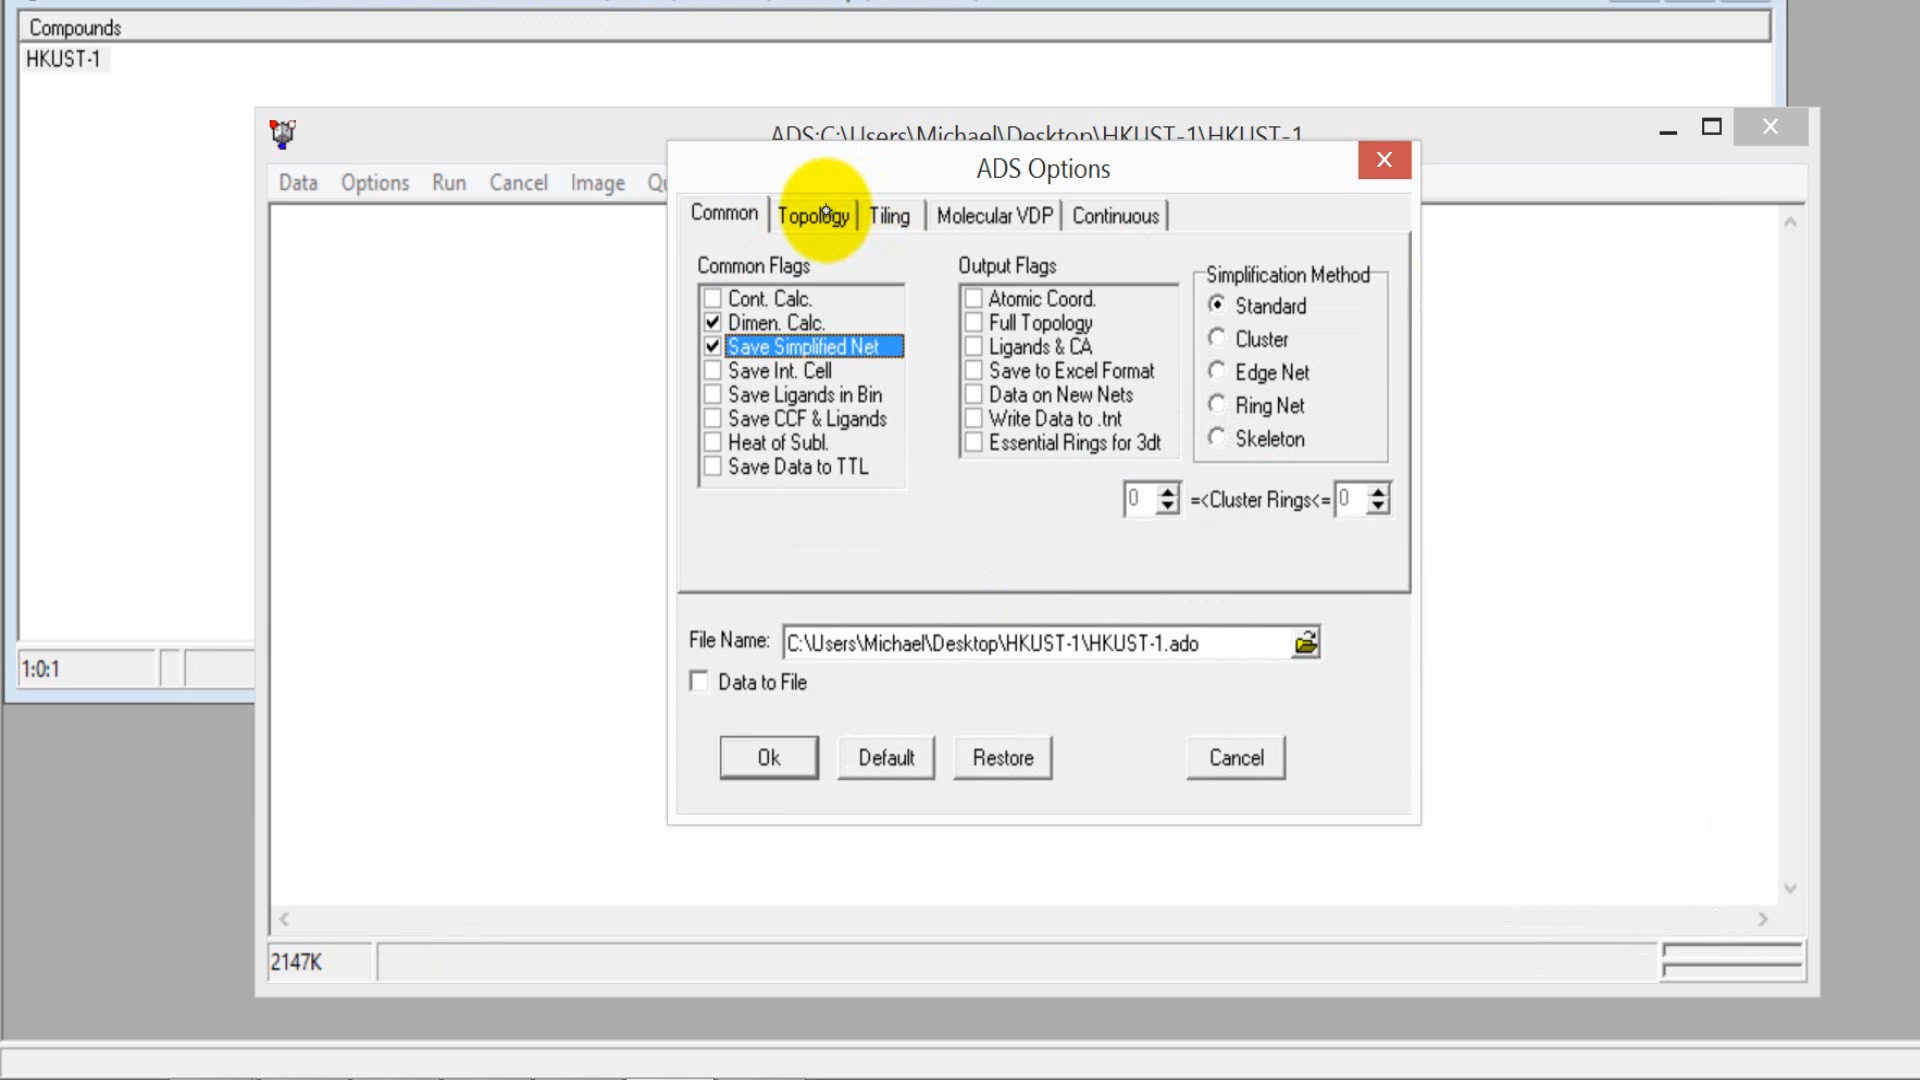 Compounds
HKUST-1
ADS:C:\Users\Michael\Desktop\HKUST-1\HKUST-1
ADS Options
Data Options Run Cancel Image
Common Topology Tiling Molecular VDP Continuous
Common Flags
Cont. Calc.
Dimen. Calc.
Save Simplified Net
Save Int. Cell
Save Ligands in Bin
Save CCF & Ligands
Heat of Subl.
Save Data to TTL
Output Flags
Atomic Coord.
Full Topology
Ligands & CA
Save to Excel Format
Data on New Nets
Write Data to .tnt
Essential Rings for 3dt
Simplification Method
Standard
Cluster
Edge Net
Ring Net
Skeleton
0 =<Cluster Rings<= 0
File Name: C:\Users\Michael\Desktop\HKUST-1\HKUST-1.ado
Data to File
Ok Default Restore Cancel
1:0:1
2147K